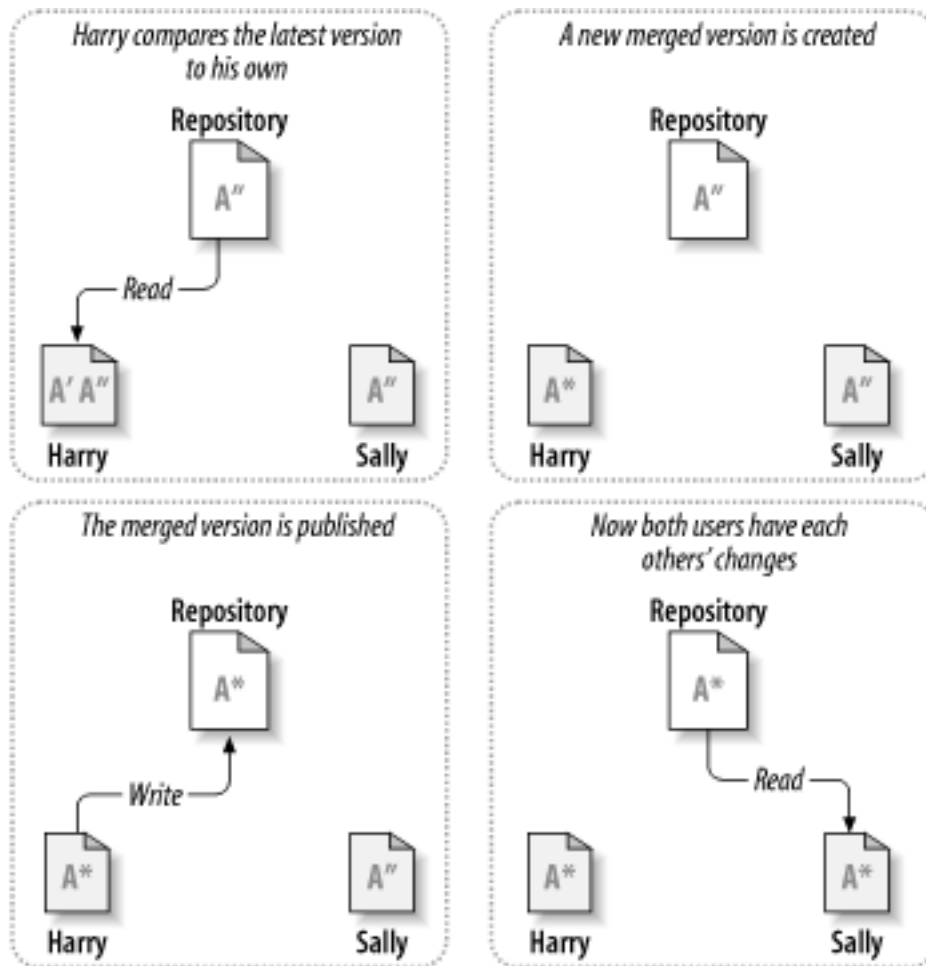 Harry compares the latest version
to his own
Repository
A″
Read
A′ A″
A″
Harry
Sally
A new merged version is created
Repository
A″
A*
A″
Harry
Sally
The merged version is published
Repository
A*
Write
A*
A″
Harry
Sally
Now both users have each
others’ changes
Repository
A*
Read
A*
A*
Harry
Sally